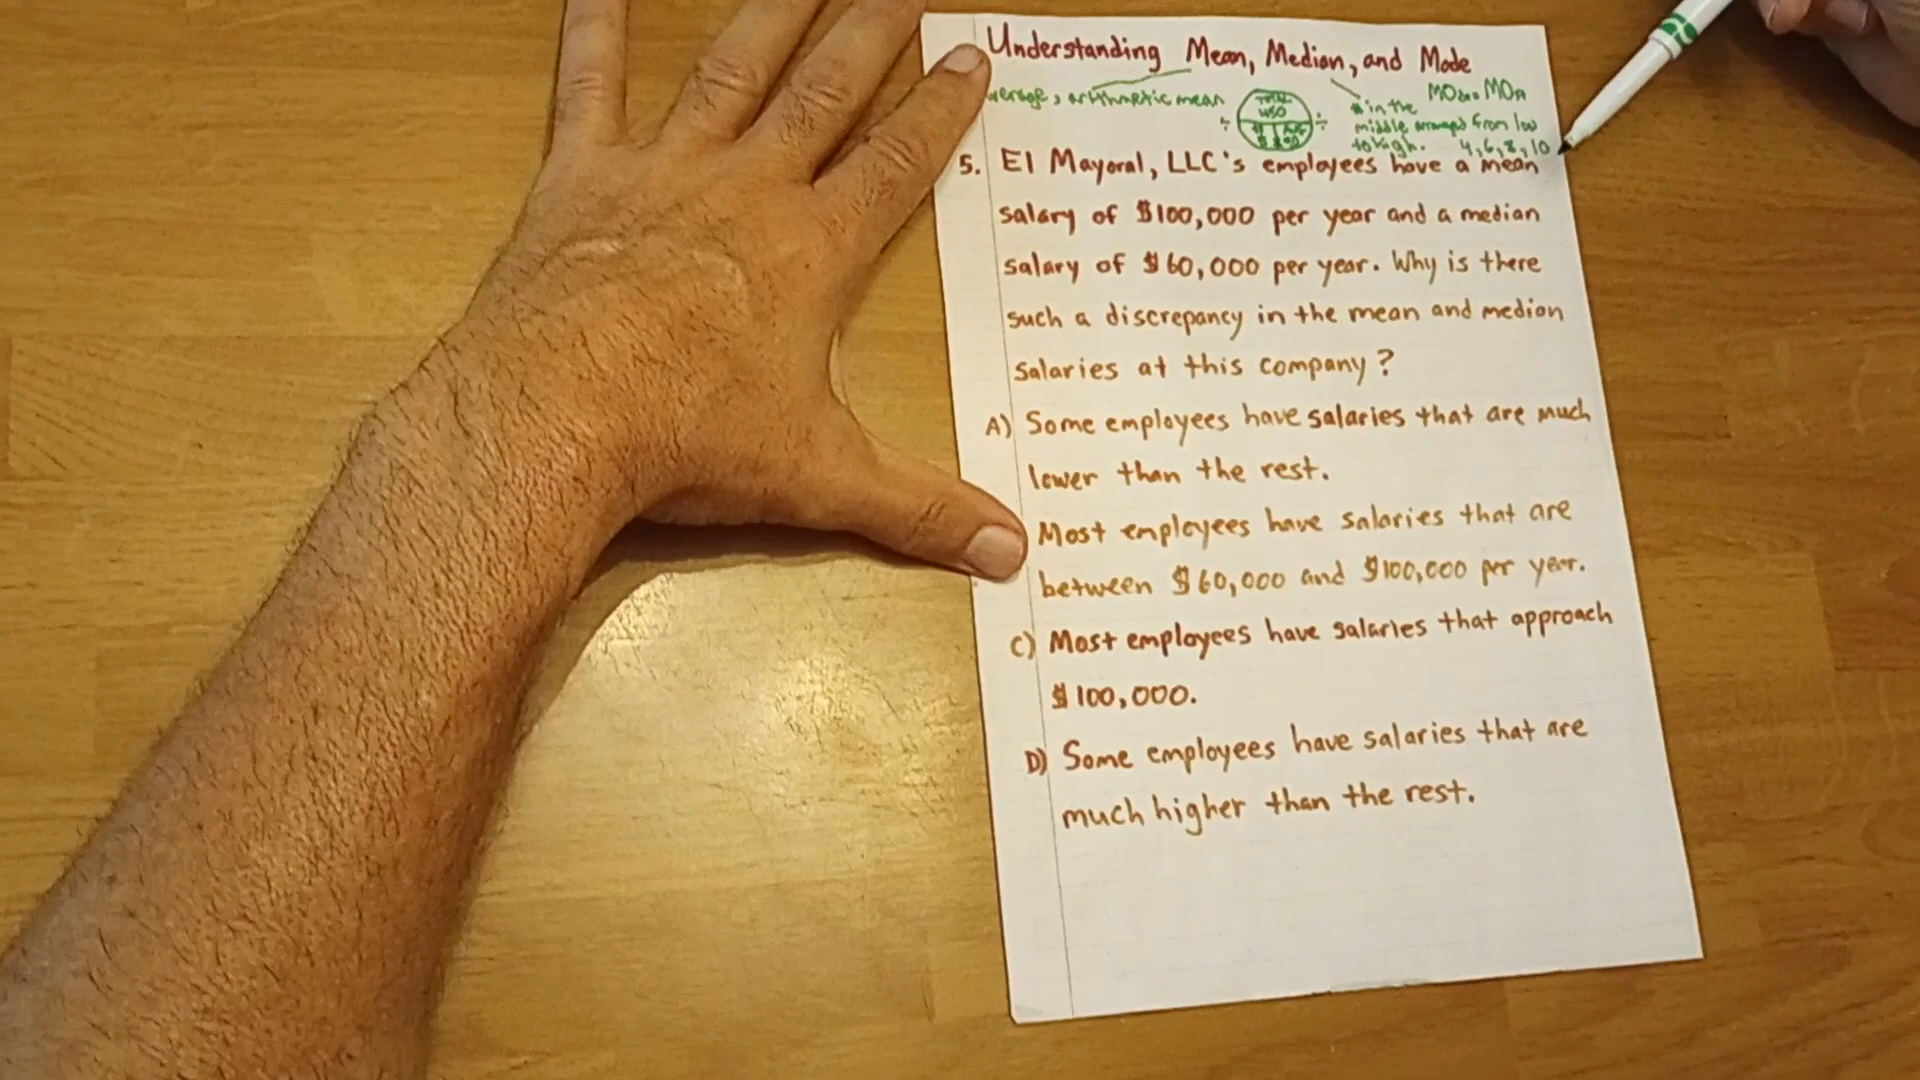 Understanding Mean, Median, and Mode
verage, arithmetic mean
Total
450
÷ ÷
# in the
middle arranged from low
to high. 4,6,8,10
5. El Mayoral, LLC's employees have a mean
salary of $100,000 per year and a median
salary of $60,000 per year. Why is there
such a discrepancy in the mean and median
salaries at this company?
A) Some employees have salaries that are much
lower than the rest.
Most employees have salaries that are
between $60,000 and $100,000 per year.
C) Most employees have salaries that approach
$100,000.
D) Some employees have salaries that are
much higher than the rest.